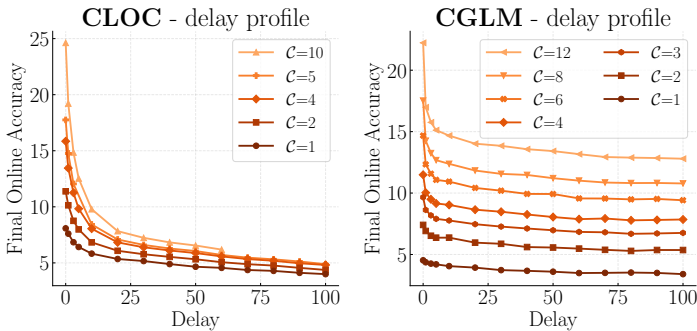 CLOC - delay profile
Final Online Accuracy
25
20
15
10
5
0
25
50
75
100
Delay
C=10
C=5
C=4
C=2
C=1
CGLM - delay profile
Final Online Accuracy
20
15
10
5
0
25
50
75
100
Delay
C=12
C=8
C=6
C=4
C=3
C=2
C=1